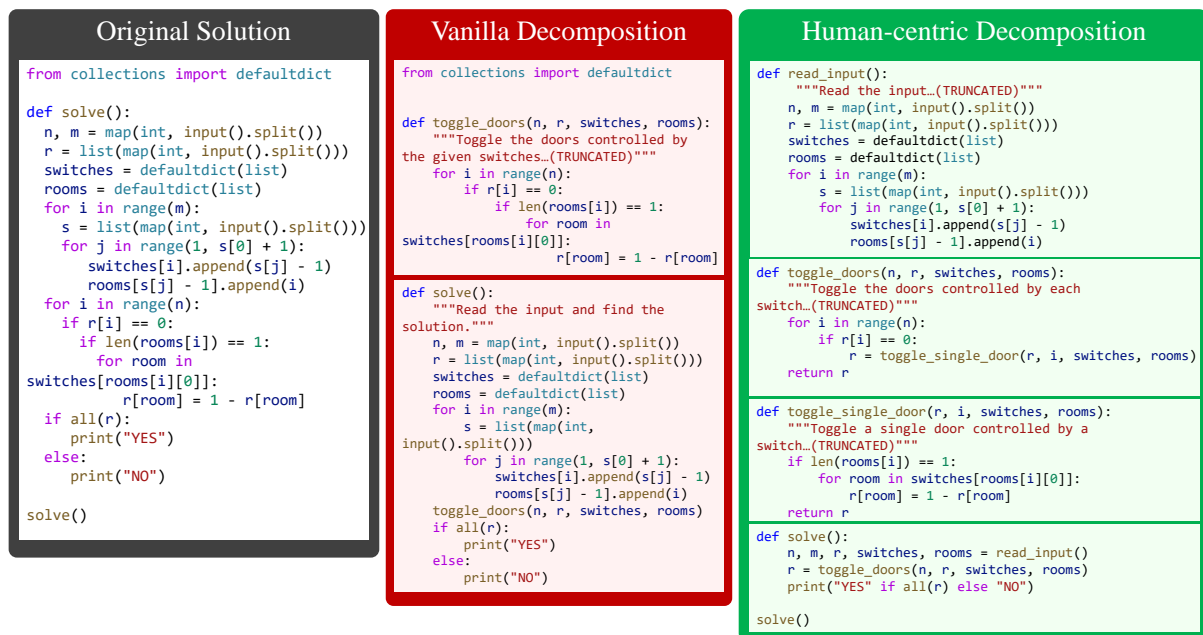 Original Solution
from collections import defaultdict
def solve():
n, m = map(int, input().split())
r = list(map(int, input().split()))
switches = defaultdict(list)
rooms = defaultdict(list)
for i in range(m):
s = list(map(int, input().split()))
for j in range(1, s[0] + 1):
switches[i].append(s[j] - 1)
rooms[s[j] - 1].append(i)
for i in range(n):
if r[i] == 0:
if len(rooms[i]) == 1:
for room in
switches[rooms[i][0]]:
r[room] = 1 - r[room]
if all(r):
print("YES")
else:
print("NO")
solve()
Vanilla Decomposition
from collections import defaultdict
def toggle_doors(n, r, switches, rooms):
"""Toggle the doors controlled by
the given switches…(TRUNCATED)"""
for i in range(n):
if r[i] == 0:
if len(rooms[i]) == 1:
for room in
switches[rooms[i][0]]:
r[room] = 1 - r[room]
def solve():
"""Read the input and find the
solution."""
n, m = map(int, input().split())
r = list(map(int, input().split()))
switches = defaultdict(list)
rooms = defaultdict(list)
for i in range(m):
s = list(map(int,
input().split()))
for j in range(1, s[0] + 1):
switches[i].append(s[j] - 1)
rooms[s[j] - 1].append(i)
toggle_doors(n, r, switches, rooms)
if all(r):
print("YES")
else:
print("NO")
Human-centric Decomposition
def read_input():
"""Read the input…(TRUNCATED)"""
n, m = map(int, input().split())
r = list(map(int, input().split()))
switches = defaultdict(list)
rooms = defaultdict(list)
for i in range(m):
s = list(map(int, input().split()))
for j in range(1, s[0] + 1):
switches[i].append(s[j] - 1)
rooms[s[j] - 1].append(i)
def toggle_doors(n, r, switches, rooms):
"""Toggle the doors controlled by each
switch…(TRUNCATED)"""
for i in range(n):
if r[i] == 0:
r = toggle_single_door(r, i, switches, rooms)
return r
def toggle_single_door(r, i, switches, rooms):
"""Toggle a single door controlled by a
switch…(TRUNCATED)"""
if len(rooms[i]) == 1:
for room in switches[rooms[i][0]]:
r[room] = 1 - r[room]
return r
def solve():
n, m, r, switches, rooms = read_input()
r = toggle_doors(n, r, switches, rooms)
print("YES" if all(r) else "NO")
solve()